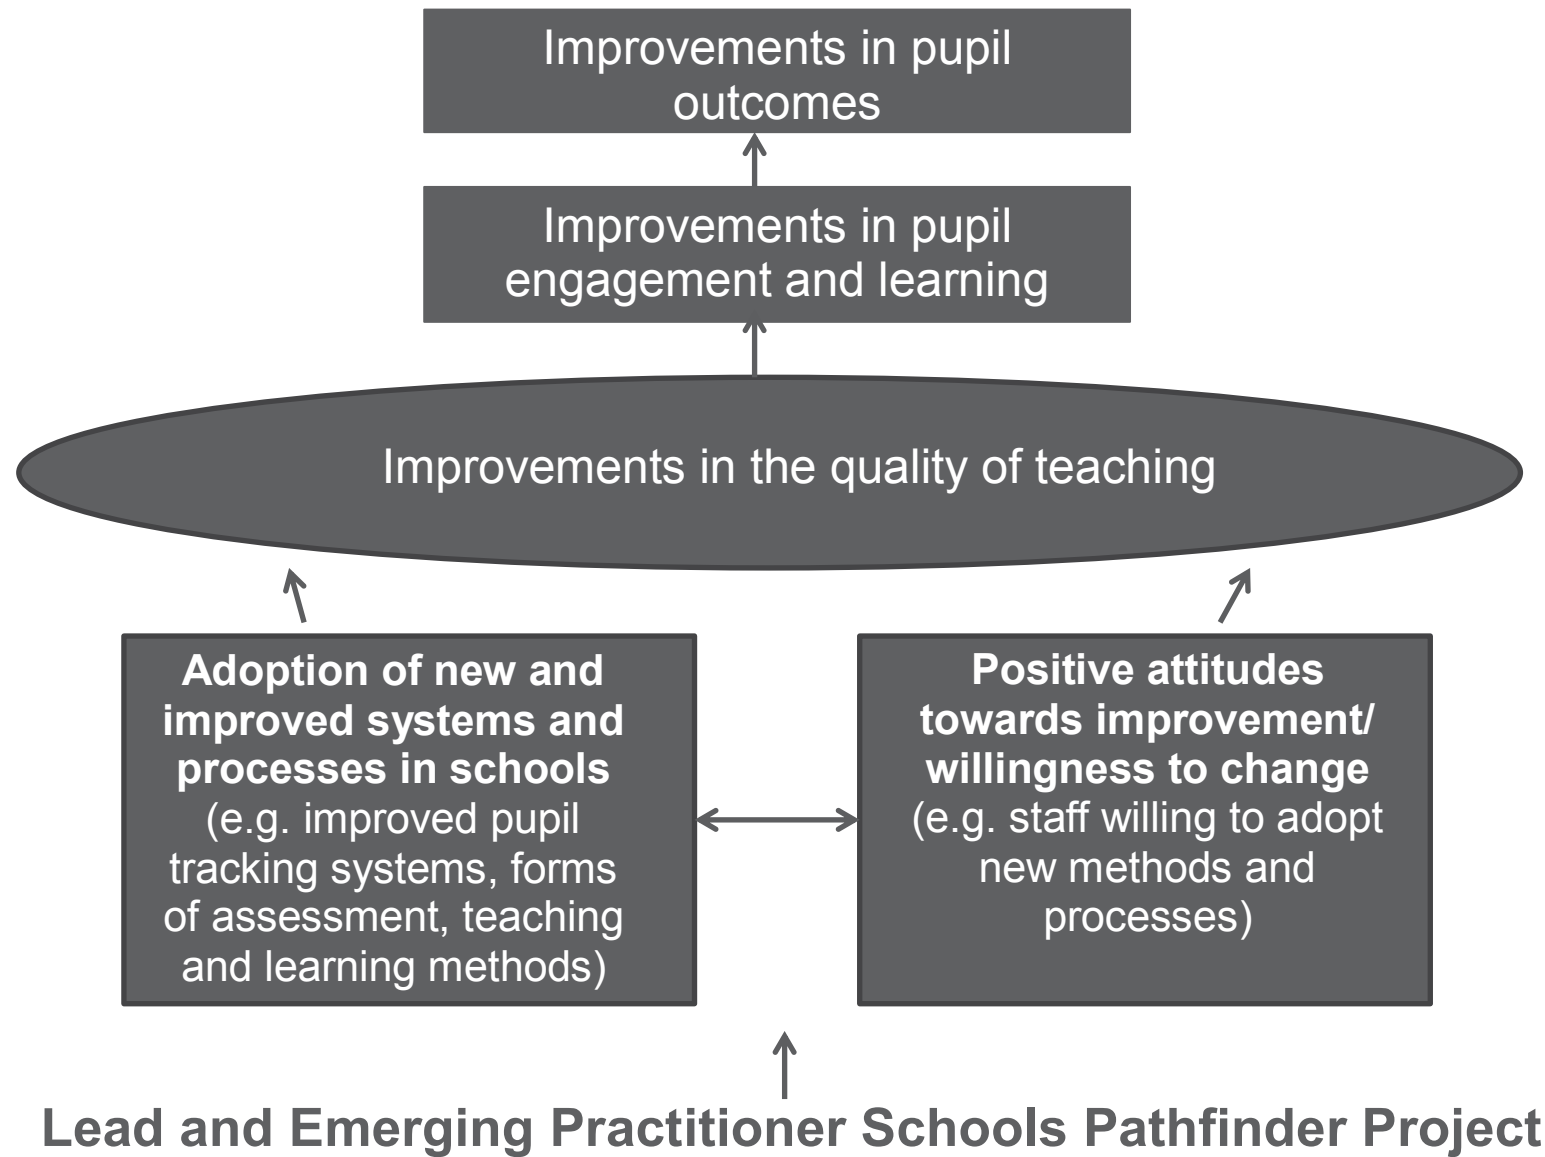 Improvements in pupil
outcomes
Improvements in pupil
engagement and learning
Improvements in the quality of teaching
Adoption of new and
improved systems and
processes in schools
(e.g. improved pupil
tracking systems, forms
of assessment, teaching
and learning methods)
Positive attitudes
towards improvement/
willingness to change
(e.g. staff willing to adopt
new methods and
processes)
Lead and Emerging Practitioner Schools Pathfinder Project